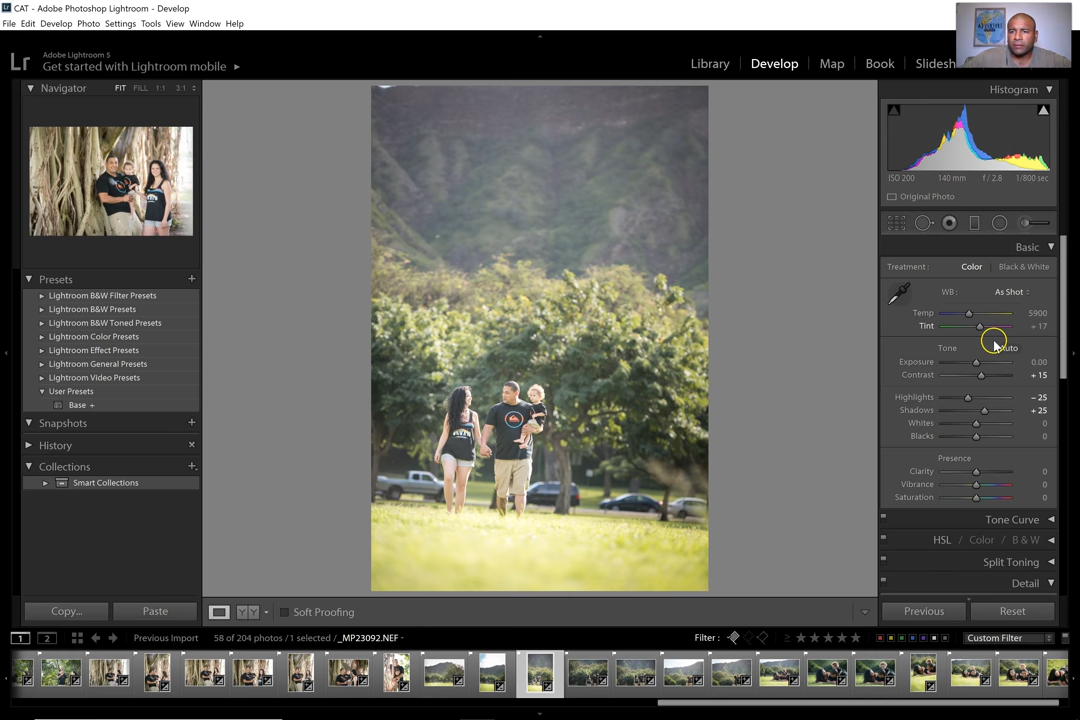 CAT - Adobe Photoshop Lightroom - Develop
File Edit Develop Photo Settings Tools View Window Help
Lr
Adobe Lightroom 5
Get started with Lightroom mobile
Library Develop Map Book Slidesh
Navigator FIT FILL 1:1 3:1
Histogram
ISO 200 140 mm f / 2.8 1/800 sec
Original Photo
Basic
Treatment : Color Black & White
WB : As Shot
Temp 5900
Tint + 17
Tone Auto
Exposure 0.00
Contrast + 15
Highlights − 25
Shadows + 25
Whites 0
Blacks 0
Presence
Clarity 0
Vibrance 0
Saturation 0
Tone Curve
HSL / Color / B & W
Split Toning
Detail
Presets
Lightroom B&W Filter Presets
Lightroom B&W Presets
Lightroom B&W Toned Presets
Lightroom Color Presets
Lightroom Effect Presets
Lightroom General Presets
Lightroom Video Presets
User Presets
Base +
Snapshots
History
Collections
Smart Collections
Copy... Paste
Soft Proofing
Previous Reset
1 2 Previous Import 58 of 204 photos / 1 selected / _MP23092.NEF
Filter : Custom Filter